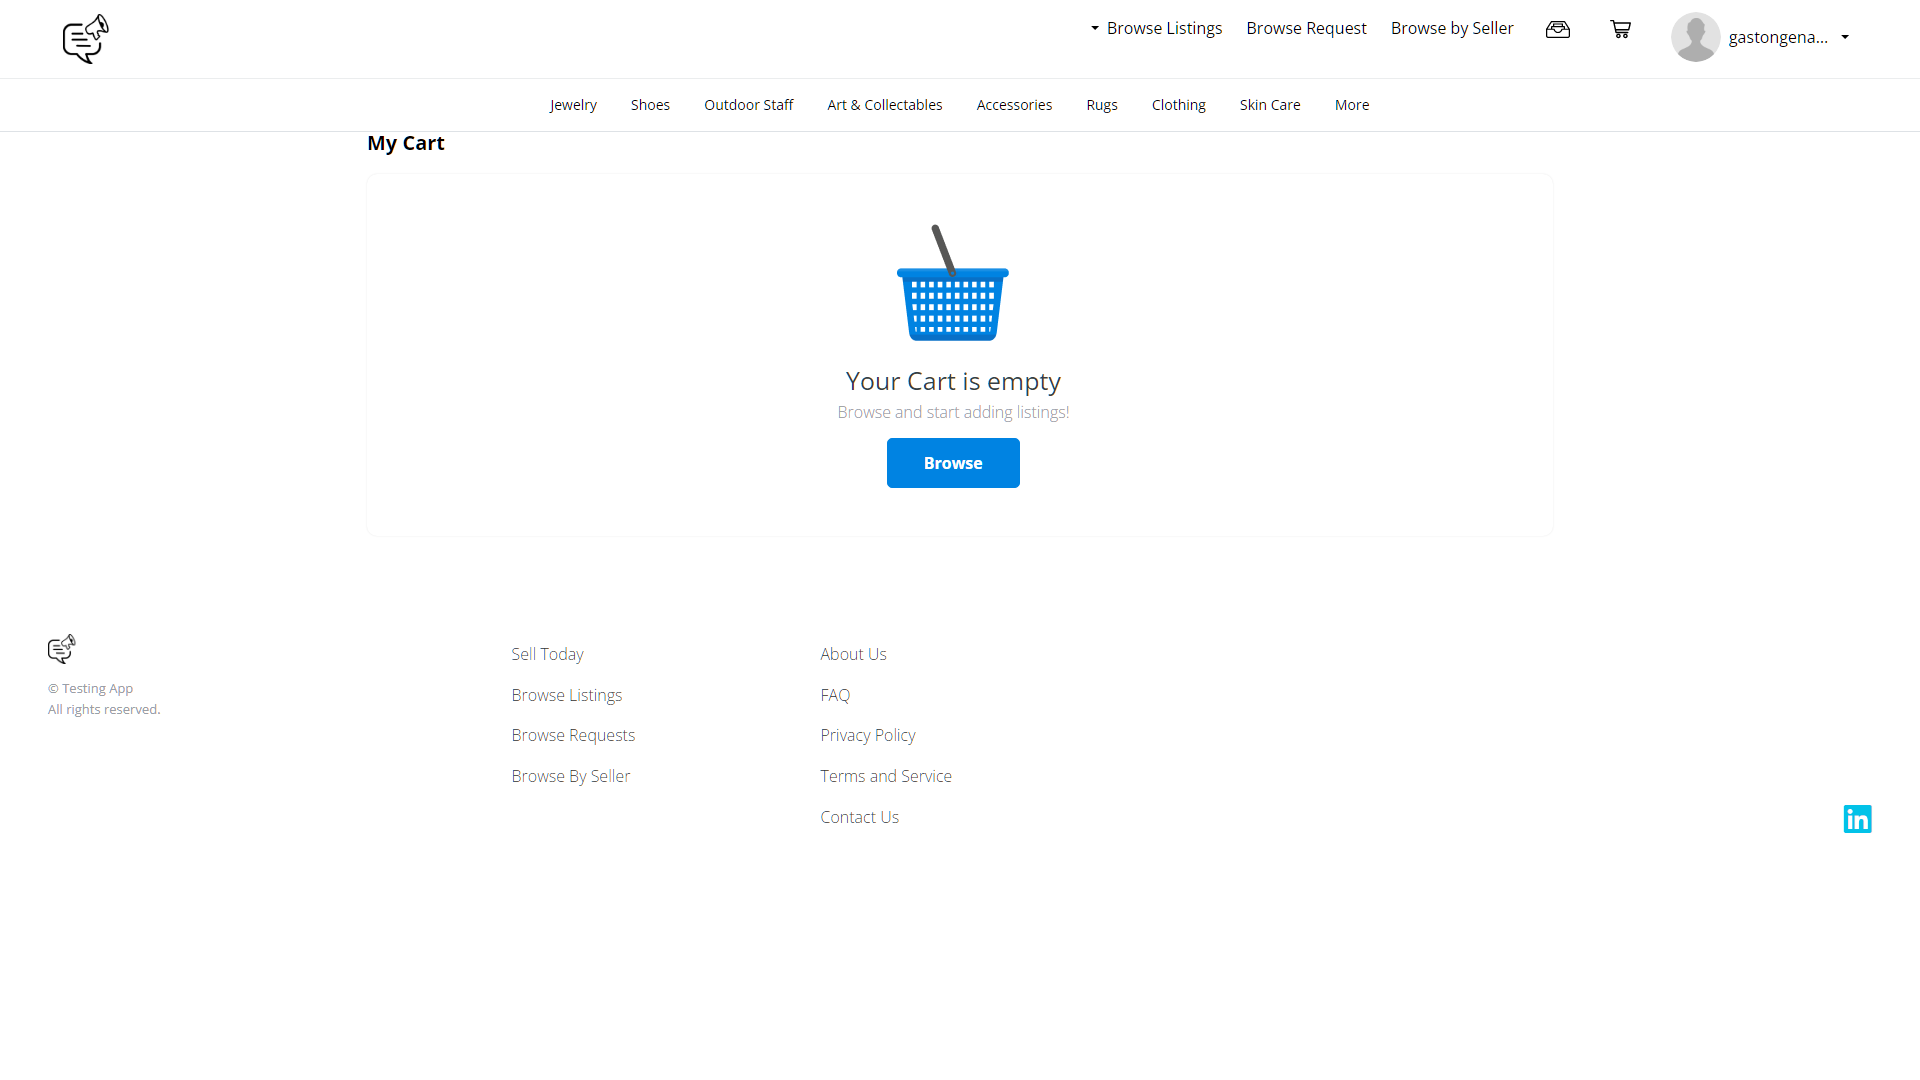 Browse Listings
Browse Request
Browse by Seller
gastongena...
Jewelry
Shoes
Outdoor Staff
Art & Collectables
Accessories
Rugs
Clothing
Skin Care
More
My Cart
Your Cart is empty
Browse and start adding listings!
Browse
© Testing App
All rights reserved.
Sell Today
Browse Listings
Browse Requests
Browse By Seller
About Us
FAQ
Privacy Policy
Terms and Service
Contact Us
in